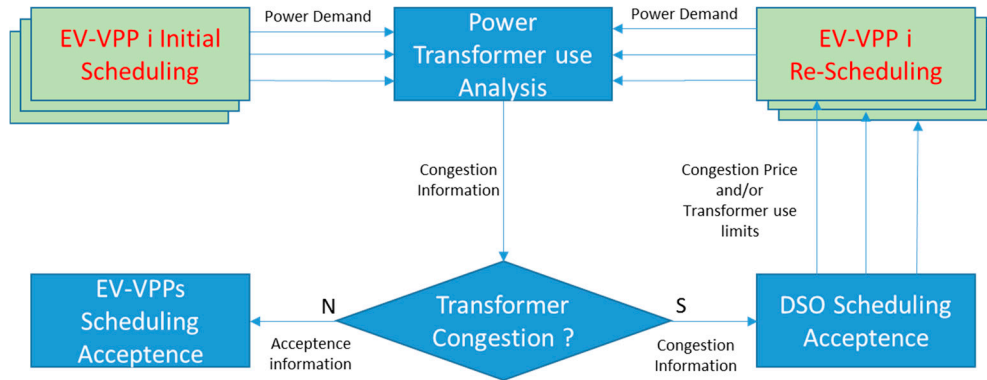 EV-VPP i Initial
Scheduling
Power Demand
Power
Transformer use
Analysis
Power Demand
EV-VPP i
Re-Scheduling
Congestion
Information
Congestion Price
and/or
Transformer use
limits
EV-VPPs
Scheduling
Acceptence
N
Acceptence
information
Transformer
Congestion ?
S
Congestion
Information
DSO Scheduling
Acceptence